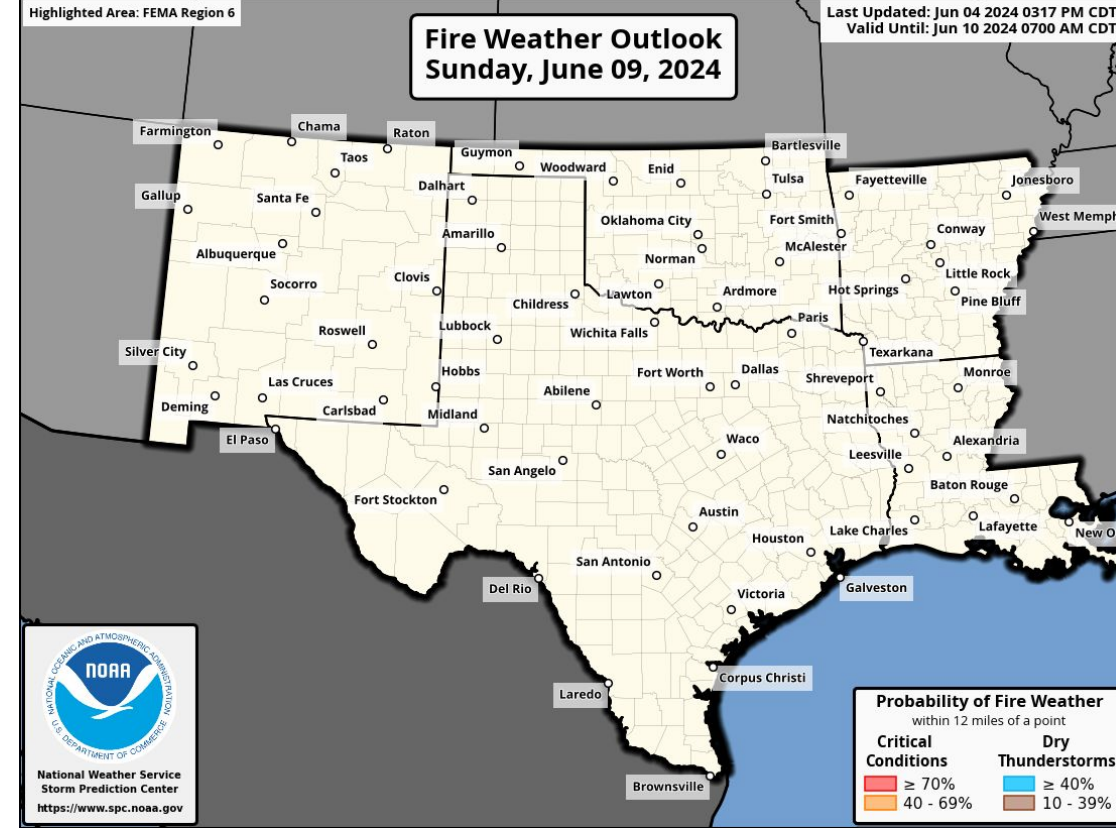 Highlighted Area: FEMA Region 6
Last Updated: Jun 04 2024 0317 PM CDT
Valid Until: Jun 10 2024 0700 AM CDT
Fire Weather Outlook
Sunday, June 09, 2024
Farmington
Chama
Raton
Taos
Guymon
Woodward
Enid
Bartlesville
Tulsa
Fayetteville
Jonesboro
Gallup
Santa Fe
Dalhart
Oklahoma City
Fort Smith
West Memph
Albuquerque
Amarillo
Norman
McAlester
Conway
Socorro
Clovis
Childress
Lawton
Ardmore
Hot Springs
Little Rock
Pine Bluff
Roswell
Lubbock
Wichita Falls
Paris
Texarkana
Silver City
Las Cruces
Hobbs
Abilene
Fort Worth
Dallas
Shreveport
Monroe
Deming
Carlsbad
Midland
Natchitoches
El Paso
San Angelo
Waco
Leesville
Alexandria
Fort Stockton
Austin
Baton Rouge
Houston
Lake Charles
Lafayette
New O
Del Rio
San Antonio
Victoria
Galveston
Laredo
Corpus Christi
Brownsville
NATIONAL OCEANIC AND ATMOSPHERIC ADMINISTRATION
NOAA
U.S. DEPARTMENT OF COMMERCE
National Weather Service
Storm Prediction Center
https://www.spc.noaa.gov
Probability of Fire Weather
within 12 miles of a point
Critical
Conditions
≥ 70%
40 - 69%
Dry
Thunderstorms
≥ 40%
10 - 39%